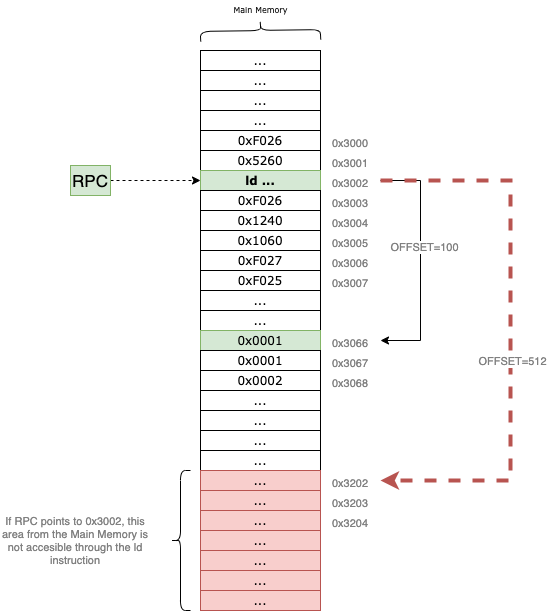 Main Memory
...
...
...
...
0xF026 0x3000
0x5260 0x3001
RPC ld ... 0x3002
0xF026 0x3003
0x1240 0x3004
0x1060 0x3005
OFFSET=100
0xF027 0x3006
0xF025 0x3007
...
...
0x0001 0x3066
0x0001 0x3067
OFFSET=512
0x0002 0x3068
...
...
...
...
... 0x3202
... 0x3203
... 0x3204
...
...
...
...
If RPC points to 0x3002, this
area from the Main Memory is
not accesible through the ld
instruction